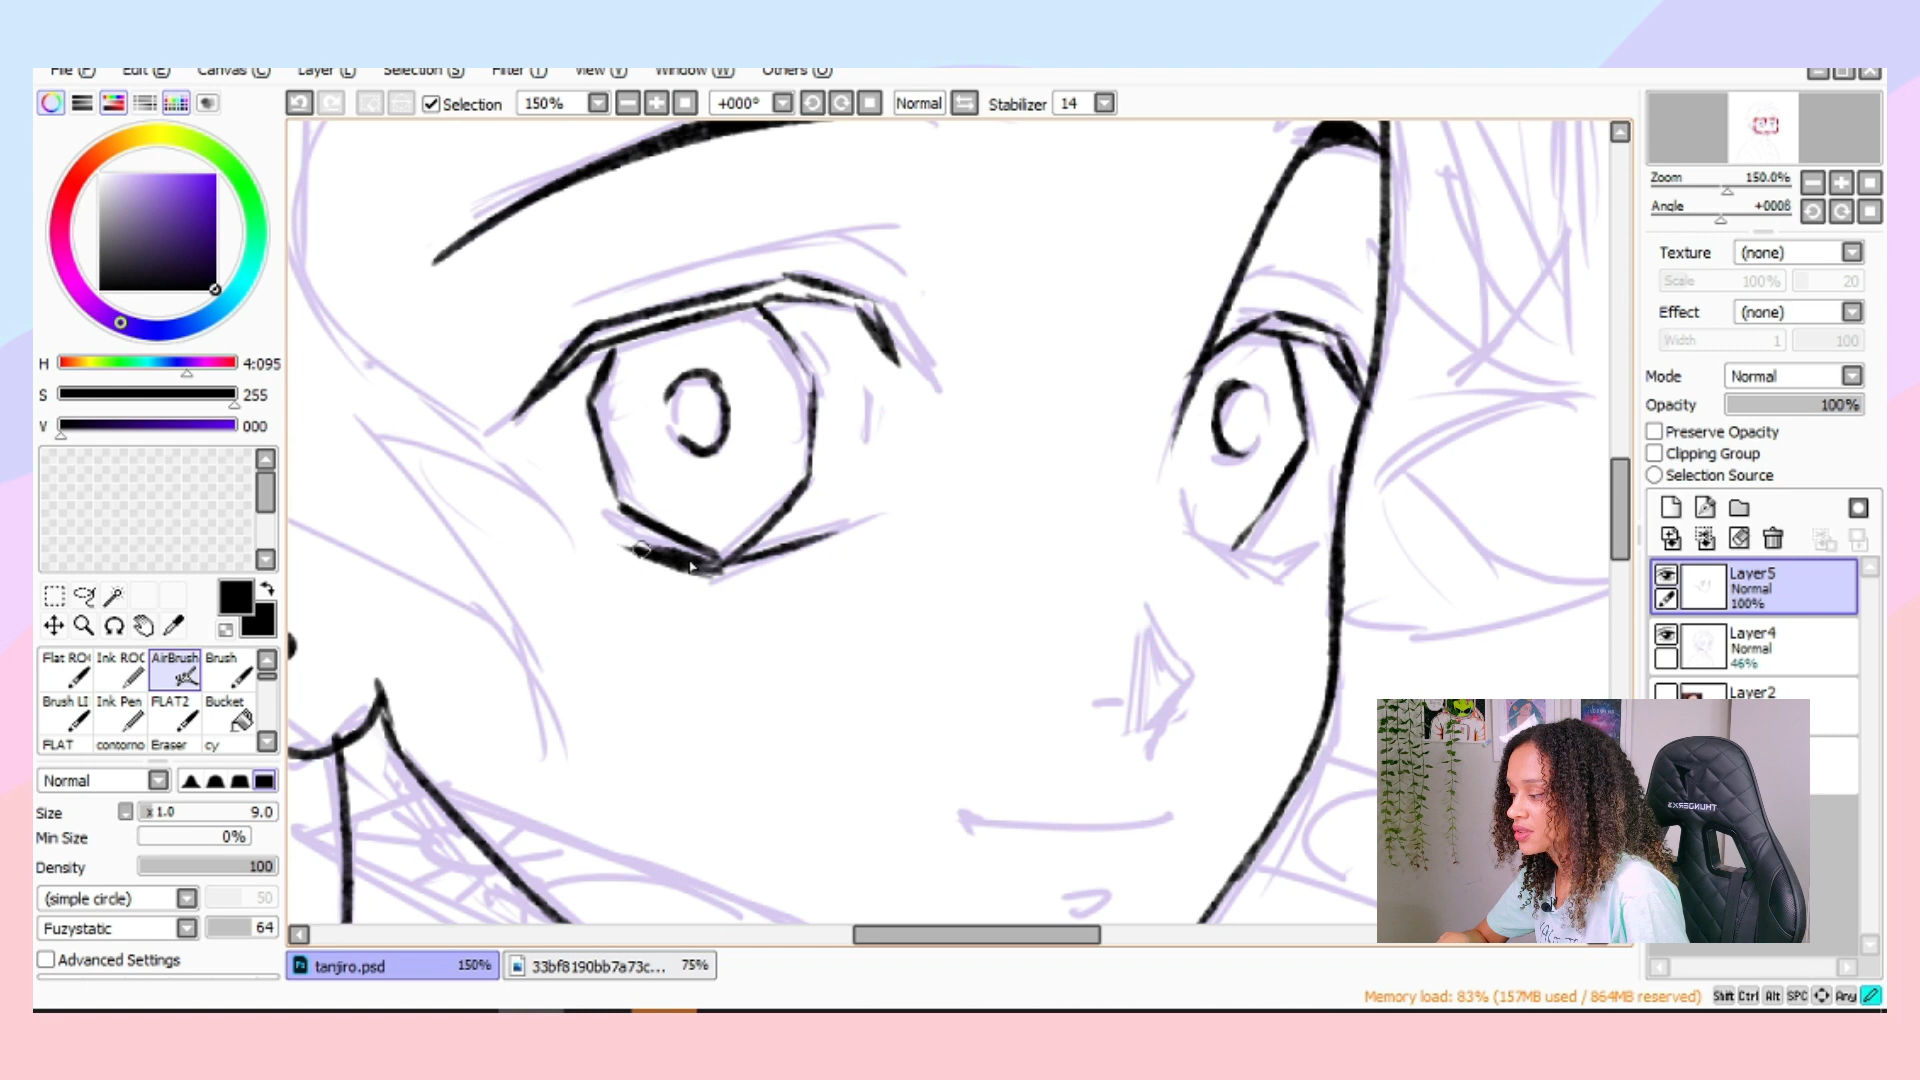 File (F) Edit (E) Canvas (C) Layer (L) Selection (S) Filter (T) View (V) Window (W) Others (O)
Selection 150% +000° Normal Stabilizer 14
Zoom 150.0%
Angle
Texture (none)
Scale 100% 20
Effect (none)
Width 1 100
Mode Normal
Opacity 100%
Preserve Opacity
Clipping Group
Selection Source
Layer5
Normal
100%
Layer4
Normal
46%
Layer2
H 4:095
S 255
V 000
Ink AirBrush Brush
Brush LI Ink Pen FLAT2 Bucket
FLAT contorno Eraser cy
Normal
Size x 1.0 9.0
Min Size 0%
Density 100
(simple circle) 50
Fuzystatic 64
Advanced Settings
tanjiro.psd 150% 33bf8190bb7a73c... 75%
Memory load: 83% (157MB used / 864MB reserved) Shift Ctrl Alt SPC Any